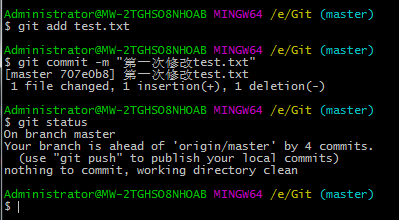 Administrator@MW-2TGHSO8NHOAB MINGW64 /e/Git (master)
$ git add test.txt
Administrator@MW-2TGHSO8NHOAB MINGW64 /e/Git (master)
$ git commit -m "第一次修改test.txt"
[master 707e0b8] 第一次修改test.txt
1 file changed, 1 insertion(+), 1 deletion(-)
Administrator@MW-2TGHSO8NHOAB MINGW64 /e/Git (master)
$ git status
On branch master
Your branch is ahead of 'origin/master' by 4 commits.
(use "git push" to publish your local commits)
nothing to commit, working directory clean
Administrator@MW-2TGHSO8NHOAB MINGW64 /e/Git (master)
$